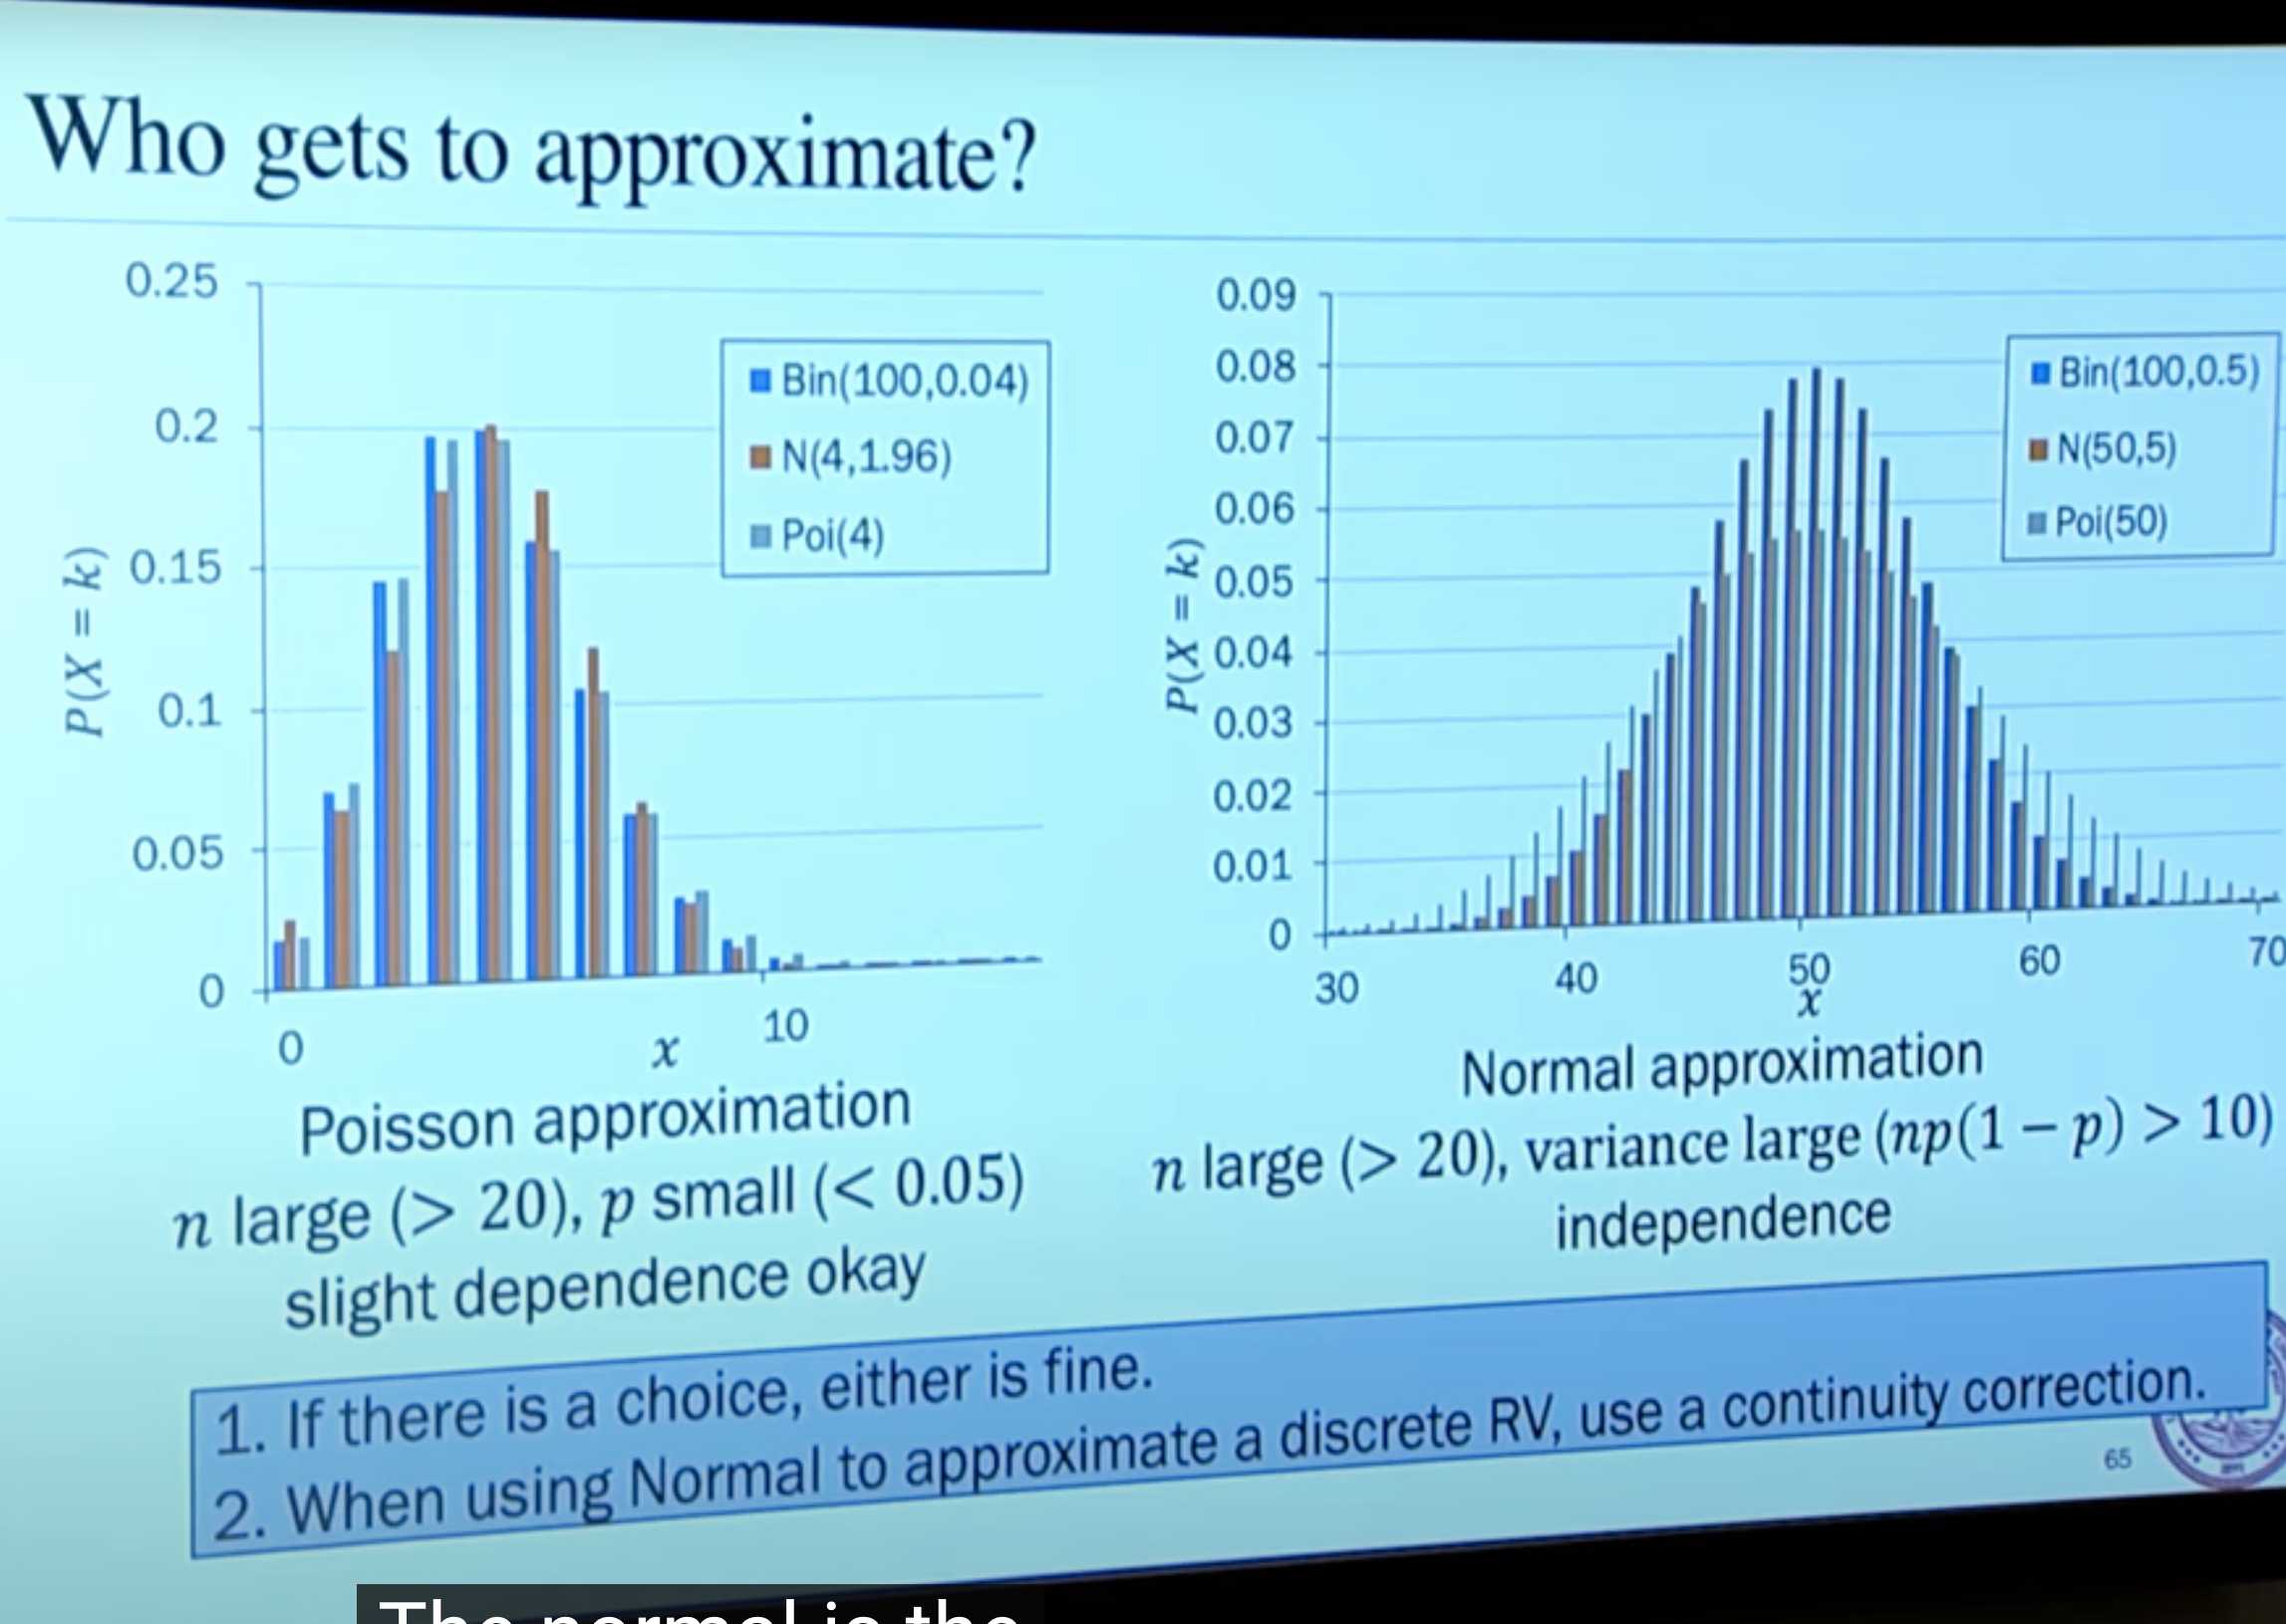 Who gets to approximate?
0.25
0.2
0.15
0.1
0.05
0
P(X = k)
Bin(100,0.04)
N(4,1.96)
Poi(4)
0
10
x
Poisson approximation
n large (> 20), p small (< 0.05)
slight dependence okay
0.09
0.08
0.07
0.06
0.05
0.04
0.03
0.02
0.01
0
P(X = k)
Bin(100,0.5)
N(50,5)
Poi(50)
30
40
50
60
70
x
Normal approximation
n large (> 20), variance large (np(1 − p) > 10)
independence
1. If there is a choice, either is fine.
2. When using Normal to approximate a discrete RV, use a continuity correction.
65
The normal is the